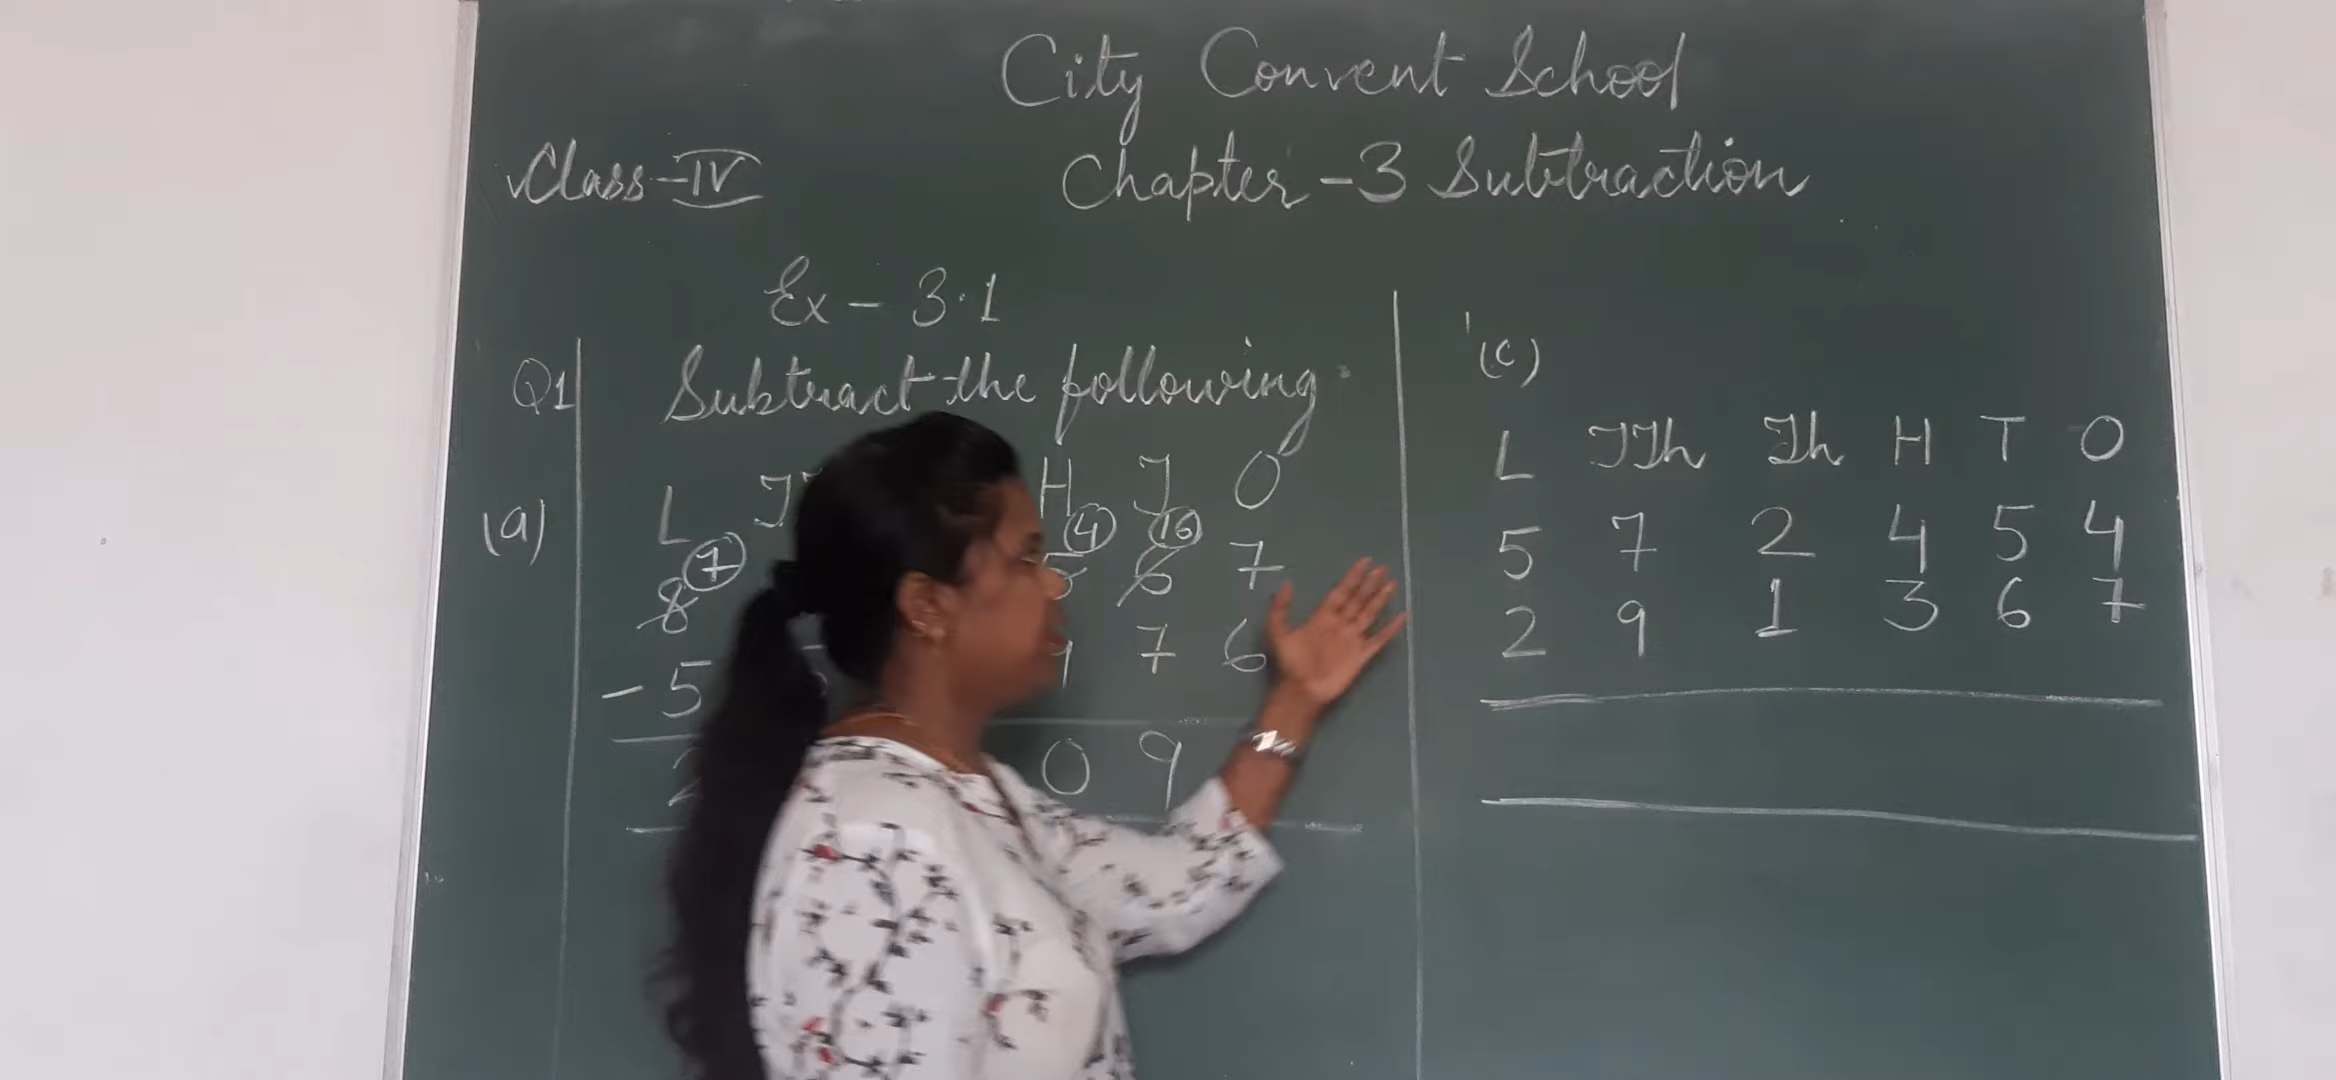 City Convent School
Class-IV Chapter-3 Subtraction
Ex-3.1
Q1 Subtract the following
(a)
L H T O
7 4 16
8 5 6 7
-5 7 6
0 9
(c)
L TTh Th H T O
5 7 2 4 5 4
2 9 1 3 6 7